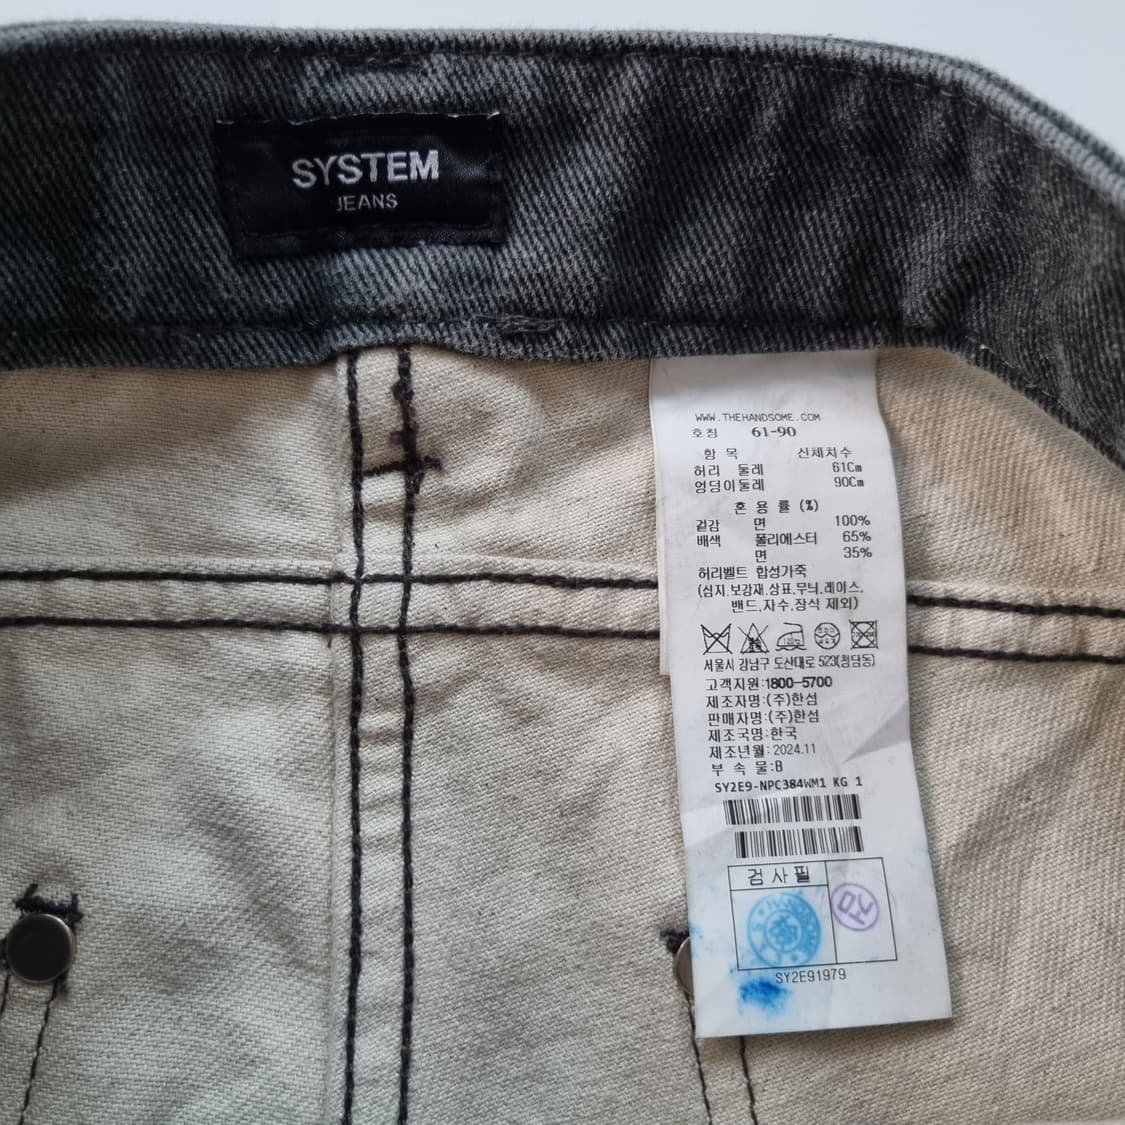 SYSTEM
JEANS
WWW.THEHANDSOME.COM
호칭 61-90
항 목 신체치수
허리 둘레 61Cm
엉덩이둘레 90Cm
혼 용 률 (%)
겉감 면 100%
배색 폴리에스터 65%
면 35%
허리벨트 합성가죽
(심지.보강재.상표.무늬.레이스.
밴드.자수.장식 제외)
서울시 강남구 도산대로 523(청담동)
고객지원:1800-5700
제조자명:(주)한섬
판매자명:(주)한섬
제조국명:한국
제조년월:2024.11
부 속 물:B
SY2E9-NPC384WM1 KG 1
검 사 필
SY2E91979